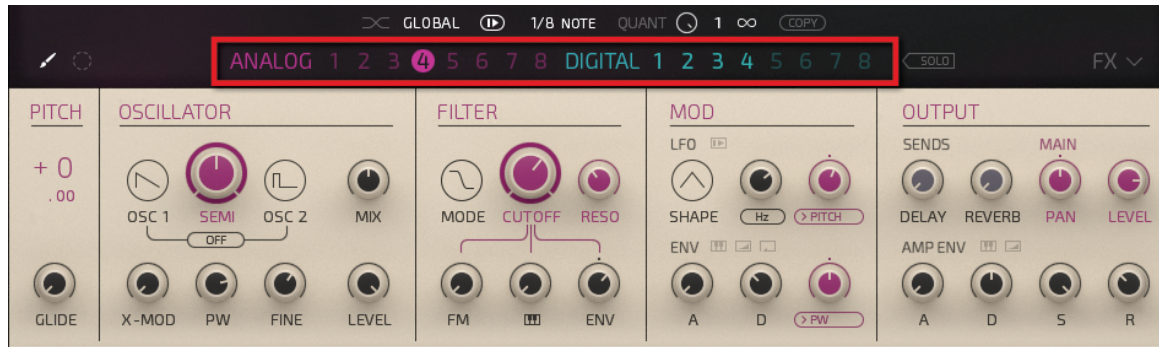 GLOBAL 1/8 NOTE QUANT 1 ∞ COPY
ANALOG 1 2 3 4 5 6 7 8 DIGITAL 1 2 3 4 5 6 7 8 SOLO FX
PITCH OSCILLATOR FILTER MOD OUTPUT
LFO SENDS MAIN
+ 0
.00
OSC 1 SEMI OSC 2 MIX MODE CUTOFF RESO SHAPE Hz > PITCH DELAY REVERB PAN LEVEL
OFF
ENV AMP ENV
GLIDE X-MOD PW FINE LEVEL FM ENV A D > PW A D S R